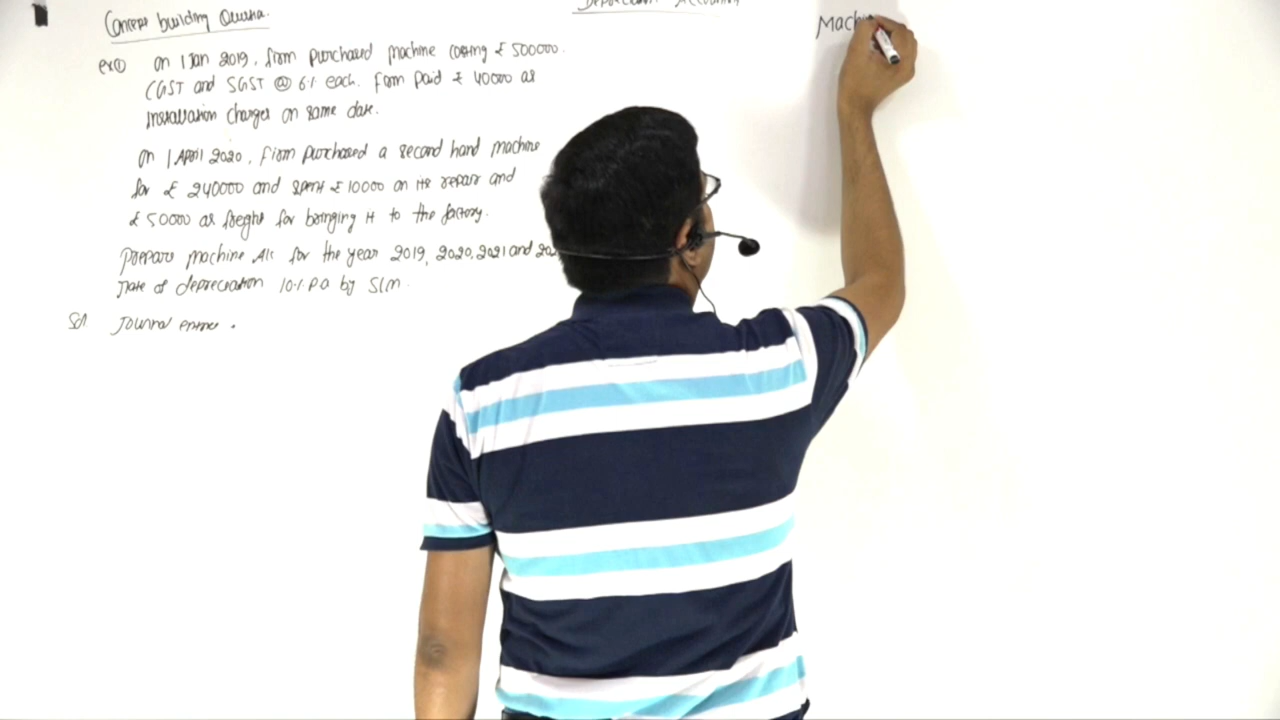 Concept building Question.
Depreciation Accounting
Machi
ex① On 1 Jan 2019, firm purchased machine costing ₹ 500000.
CGST and SGST @ 6% each. firm paid ₹ 40000 as
Installation charges on same date.
On 1 April 2020, firm purchased a second hand machine
for ₹ 240000 and spent ₹ 10000 on its repair and
₹ 50000 as freight for bringing it to the factory.
Prepare machine A/c for the year 2019, 2020, 2021 and 202
rate of depreciation 10% p.a by SLM.
Sol. Journal entries.